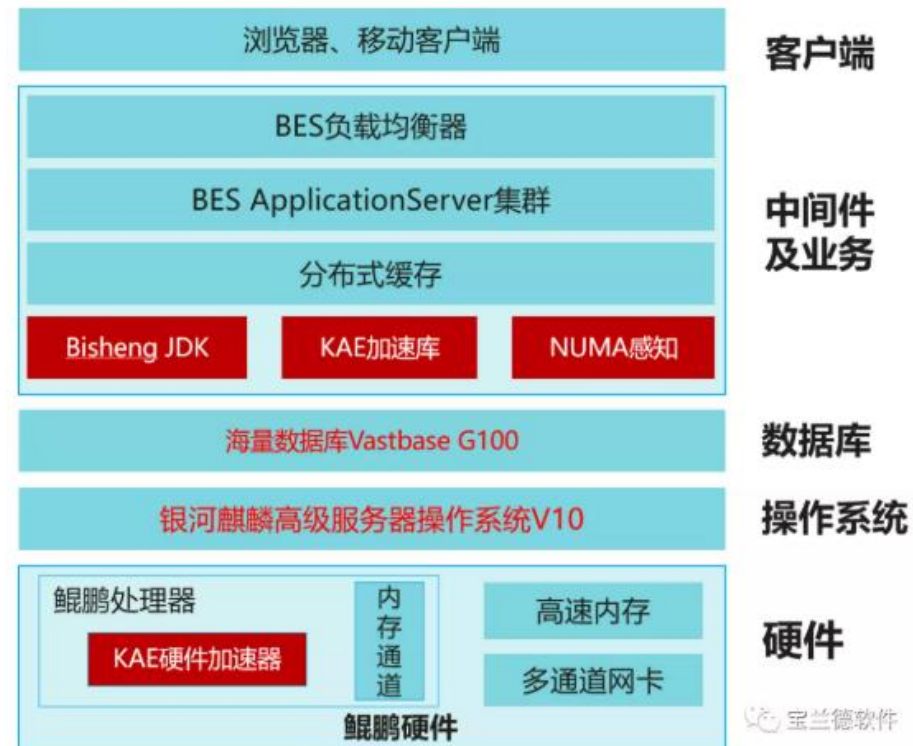 浏览器、移动客户端
客户端
BES负载均衡器
BES ApplicationServer集群
分布式缓存
Bisheng JDK
KAE加速库
NUMA感知
中间件
及业务
海量数据库Vastbase G100
数据库
银河麒麟高级服务器操作系统V10
操作系统
鲲鹏处理器
KAE硬件加速器
内
存
通
道
高速内存
多通道网卡
鲲鹏硬件
硬件
宝兰德软件